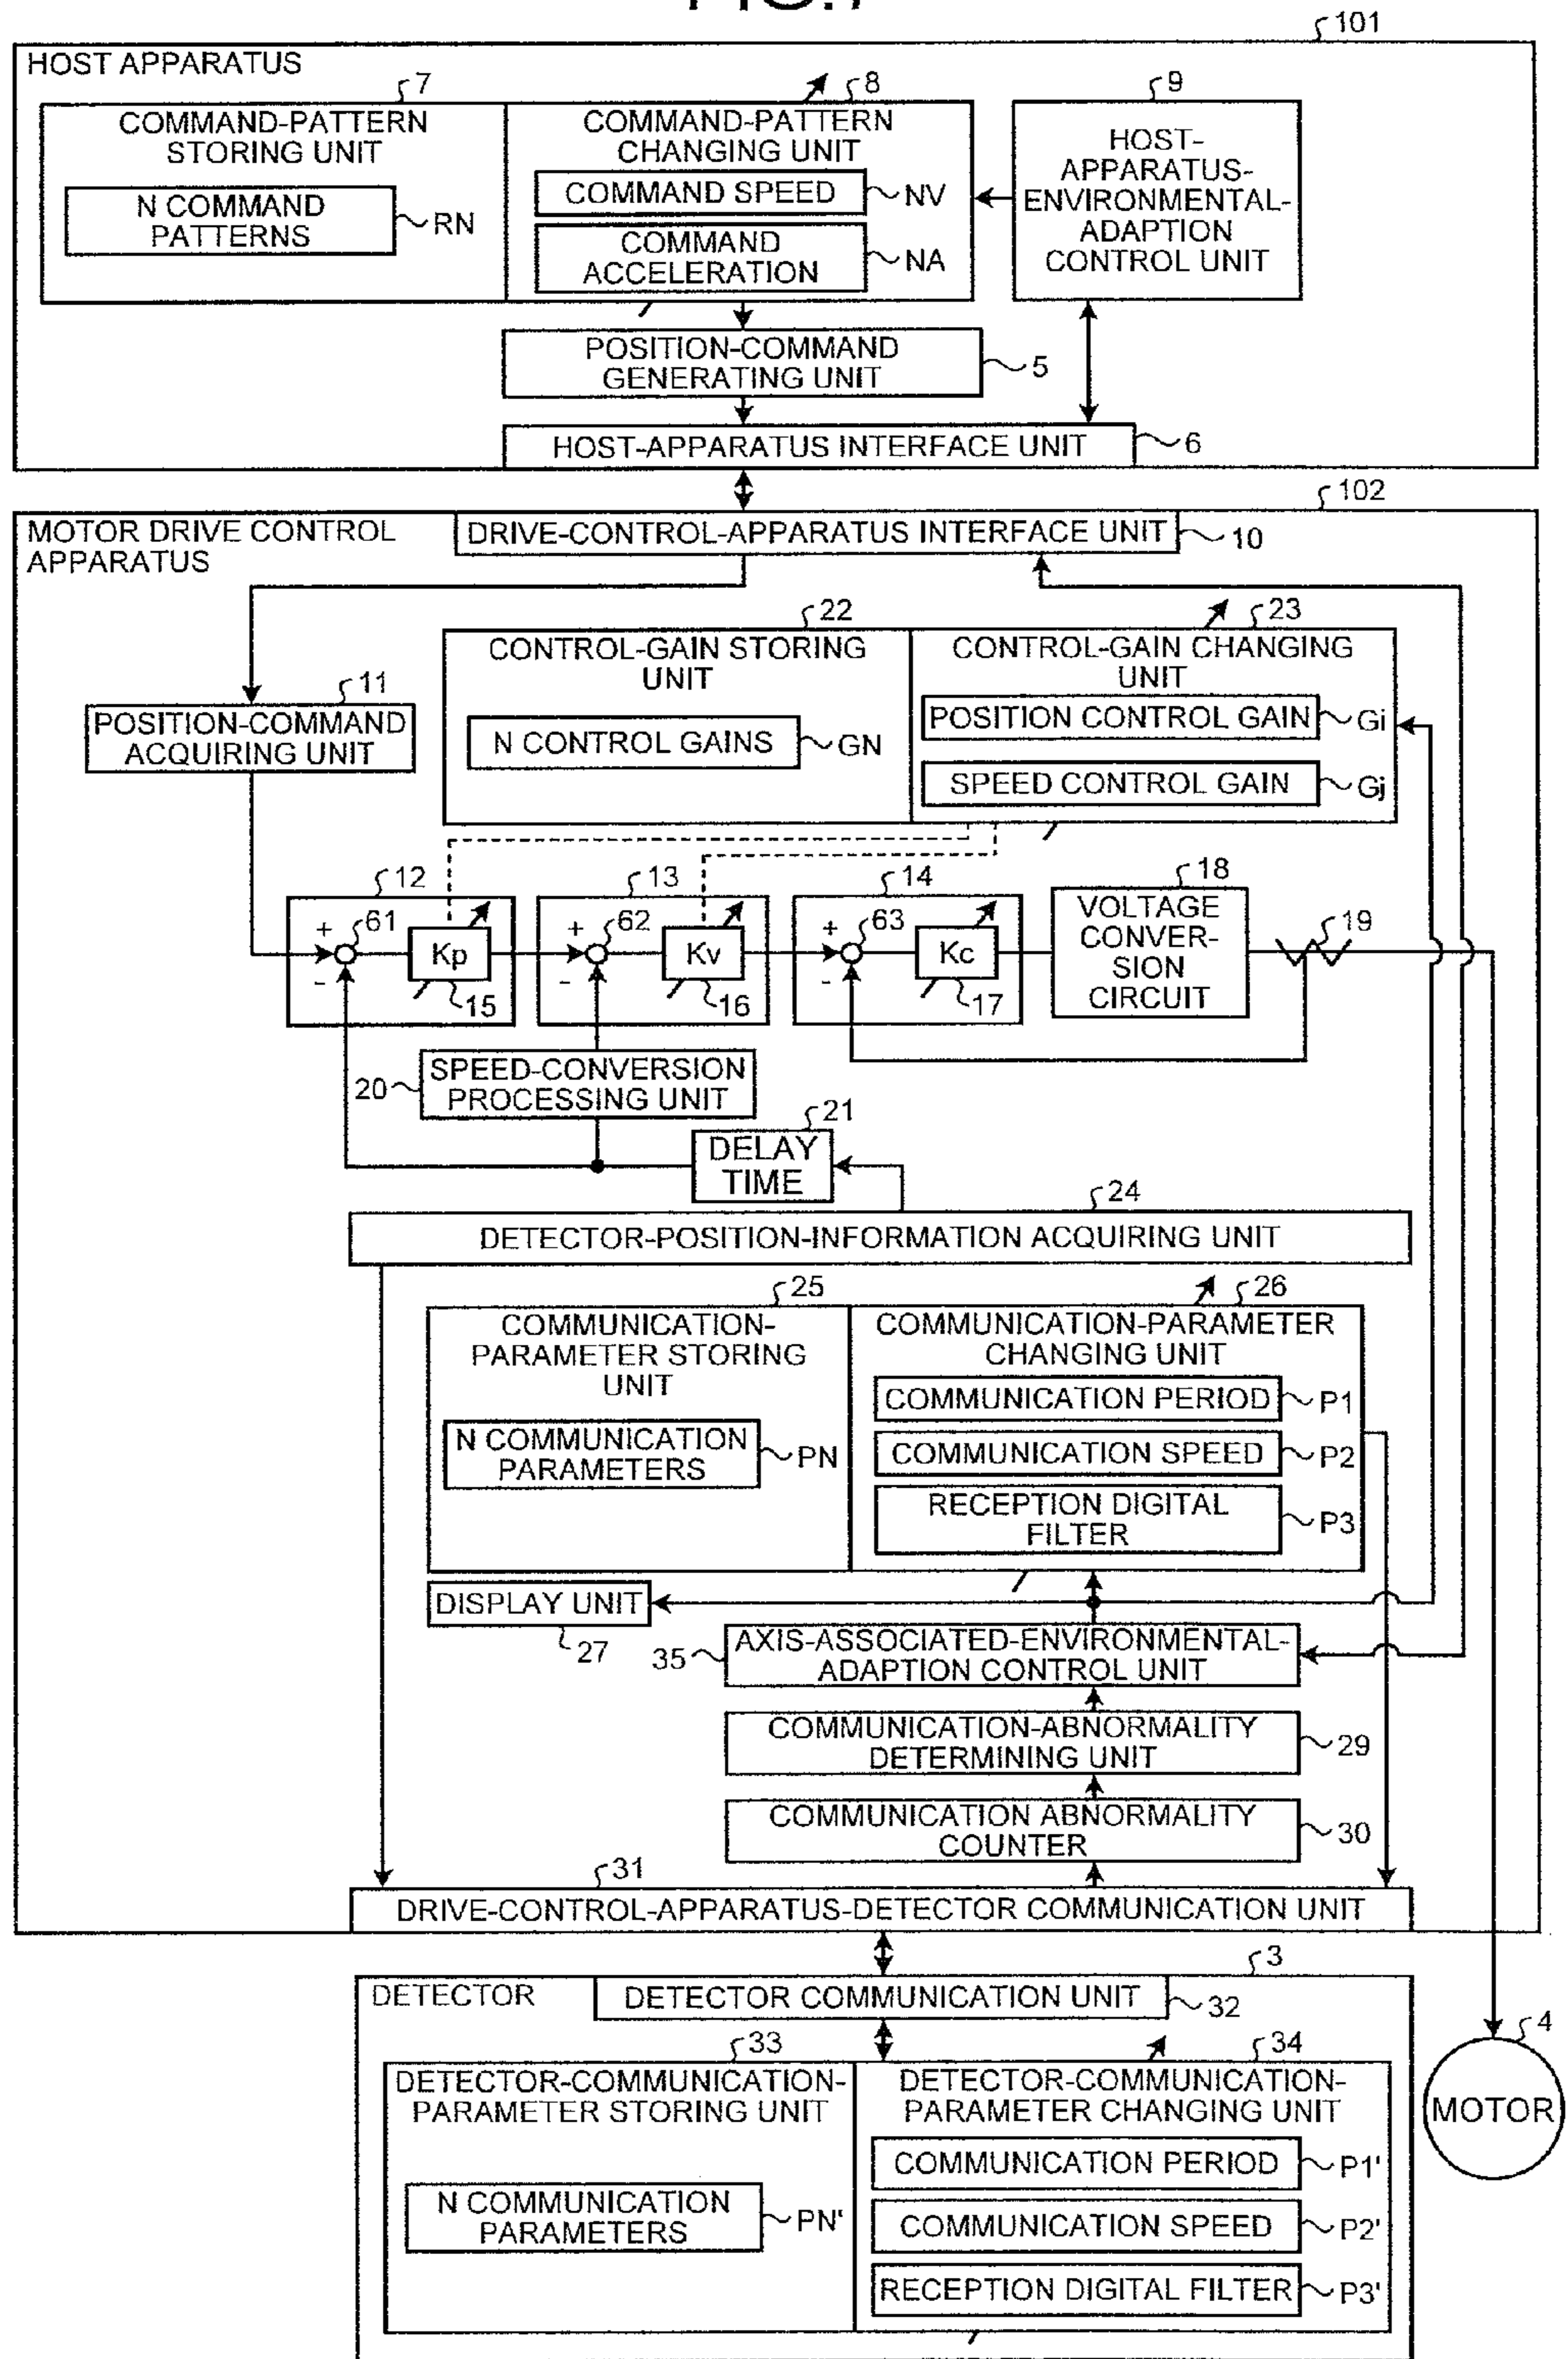 101
HOST APPARATUS
7
8
9
COMMAND-PATTERN
STORING UNIT
N COMMAND
PATTERNS
RN
COMMAND-PATTERN
CHANGING UNIT
COMMAND SPEED
NV
COMMAND
ACCELERATION
NA
HOST-
APPARATUS-
ENVIRONMENTAL-
ADAPTION
CONTROL UNIT
POSITION-COMMAND
GENERATING UNIT
5
HOST-APPARATUS INTERFACE UNIT
6
102
MOTOR DRIVE CONTROL
APPARATUS
DRIVE-CONTROL-APPARATUS INTERFACE UNIT
10
22
23
CONTROL-GAIN STORING
UNIT
N CONTROL GAINS
GN
CONTROL-GAIN CHANGING
UNIT
POSITION CONTROL GAIN
Gi
SPEED CONTROL GAIN
Gj
11
POSITION-COMMAND
ACQUIRING UNIT
12
13
14
18
+
61
-
Kp
15
+
62
-
Kv
16
+
63
-
Kc
17
VOLTAGE
CONVER-
SION
CIRCUIT
19
20
SPEED-CONVERSION
PROCESSING UNIT
21
DELAY
TIME
24
DETECTOR-POSITION-INFORMATION ACQUIRING UNIT
25
26
COMMUNICATION-
PARAMETER STORING
UNIT
N COMMUNICATION
PARAMETERS
PN
COMMUNICATION-PARAMETER
CHANGING UNIT
COMMUNICATION PERIOD
P1
COMMUNICATION SPEED
P2
RECEPTION DIGITAL
FILTER
P3
DISPLAY UNIT
27
35
AXIS-ASSOCIATED-ENVIRONMENTAL-
ADAPTION CONTROL UNIT
COMMUNICATION-ABNORMALITY
DETERMINING UNIT
29
COMMUNICATION ABNORMALITY
COUNTER
30
31
DRIVE-CONTROL-APPARATUS-DETECTOR COMMUNICATION UNIT
3
DETECTOR
DETECTOR COMMUNICATION UNIT
32
4
MOTOR
33
34
DETECTOR-COMMUNICATION-
PARAMETER STORING UNIT
N COMMUNICATION
PARAMETERS
PN'
DETECTOR-COMMUNICATION-
PARAMETER CHANGING UNIT
COMMUNICATION PERIOD
P1'
COMMUNICATION SPEED
P2'
RECEPTION DIGITAL FILTER
P3'